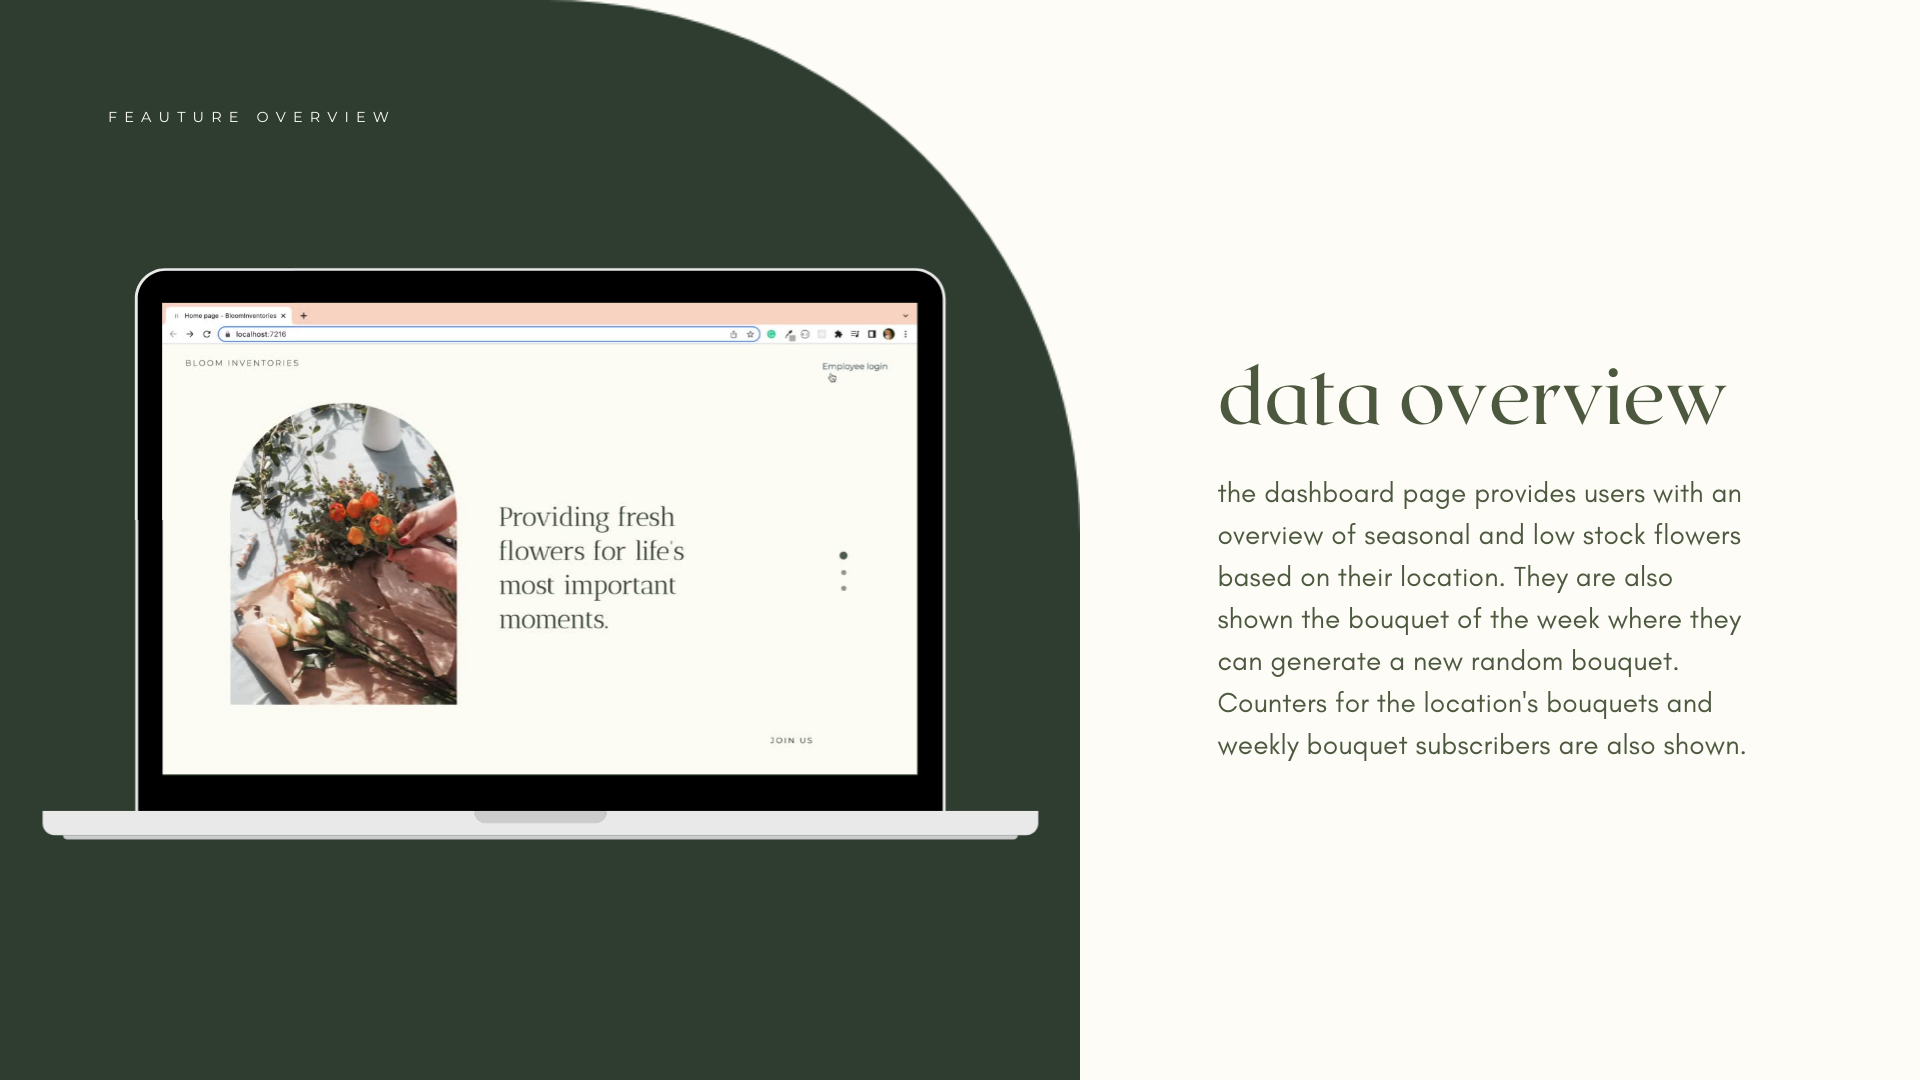 FEAUTURE OVERVIEW
Home page - BloomInventories
localhost:7216
BLOOM INVENTORIES
Employee login
Providing fresh
flowers for life's
most important
moments.
JOIN US
data overview
the dashboard page provides users with an
overview of seasonal and low stock flowers
based on their location. They are also
shown the bouquet of the week where they
can generate a new random bouquet.
Counters for the location's bouquets and
weekly bouquet subscribers are also shown.